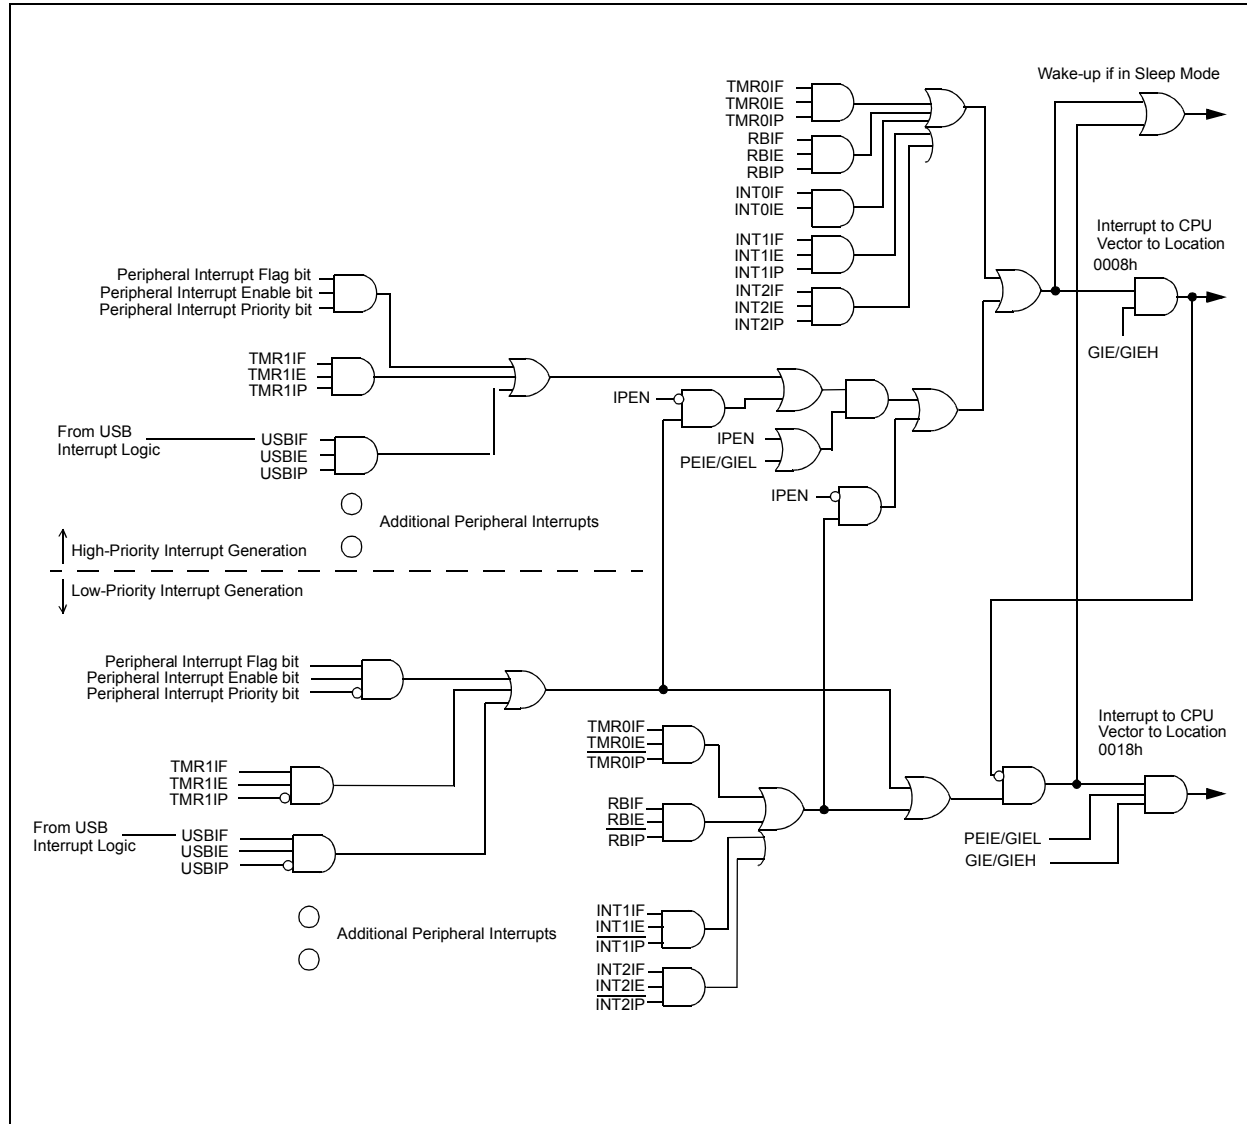 Wake-up if in Sleep Mode
TMR0IF
TMR0IE
TMR0IP
RBIF
RBIE
RBIP
INT0IF
INT0IE
INT1IF
INT1IE
INT1IP
INT2IF
INT2IE
INT2IP
Interrupt to CPU
Vector to Location
0008h
GIE/GIEH
Peripheral Interrupt Flag bit
Peripheral Interrupt Enable bit
Peripheral Interrupt Priority bit
TMR1IF
TMR1IE
TMR1IP
From USB
Interrupt Logic
USBIF
USBIE
USBIP
IPEN
IPEN
PEIE/GIEL
IPEN
Additional Peripheral Interrupts
High-Priority Interrupt Generation
Low-Priority Interrupt Generation
Peripheral Interrupt Flag bit
Peripheral Interrupt Enable bit
Peripheral Interrupt Priority bit
TMR1IF
TMR1IE
TMR1IP
From USB
Interrupt Logic
USBIF
USBIE
USBIP
Additional Peripheral Interrupts
TMR0IF
TMR0IE
TMR0IP
RBIF
RBIE
RBIP
INT1IF
INT1IE
INT1IP
INT2IF
INT2IE
INT2IP
Interrupt to CPU
Vector to Location
0018h
PEIE/GIEL
GIE/GIEH